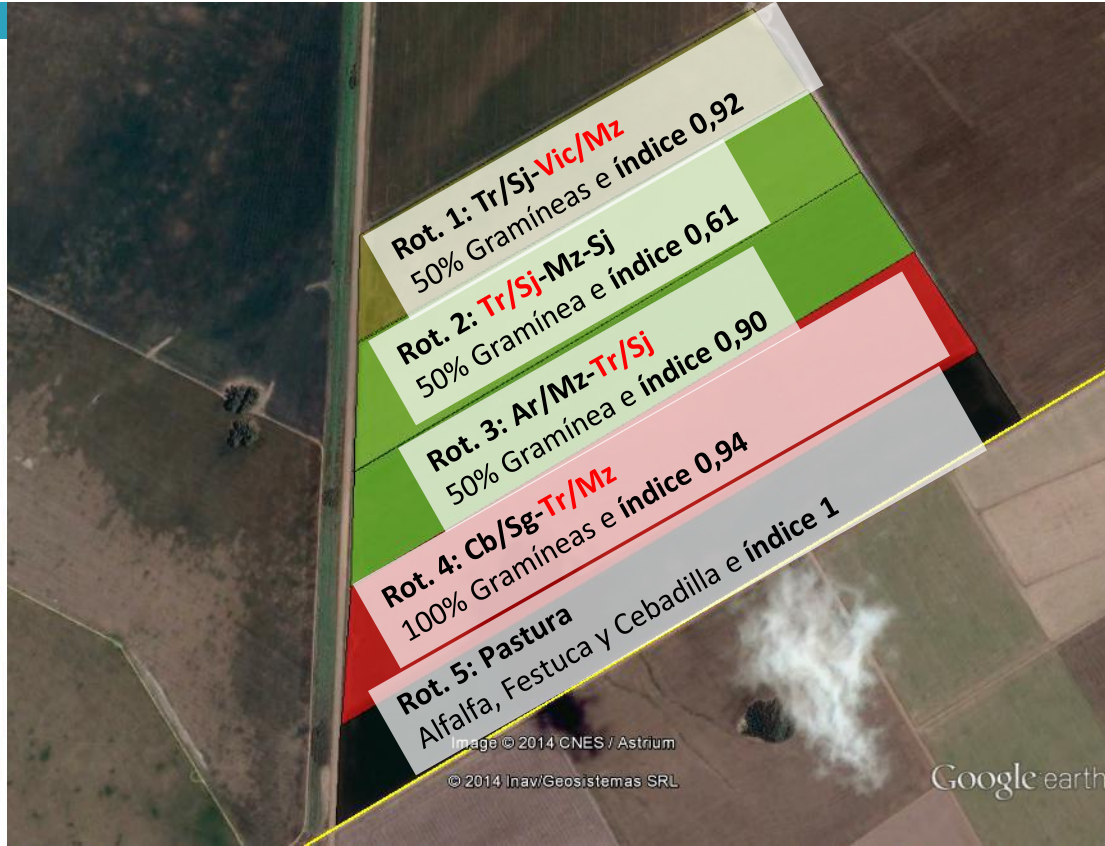 Rot. 1: Tr/Sj-Vic/Mz
50% Gramíneas e índice 0,92
Rot. 2: Tr/Sj-Mz-Sj
50% Gramínea e índice 0,61
Rot. 3: Ar/Mz-Tr/Sj
50% Gramínea e índice 0,90
Rot. 4: Cb/Sg-Tr/Mz
100% Gramíneas e índice 0,94
Rot. 5: Pastura
Alfalfa, Festuca y Cebadilla e índice 1
Image © 2014 CNES / Astrium
© 2014 Inav/Geosistemas SRL
Google earth